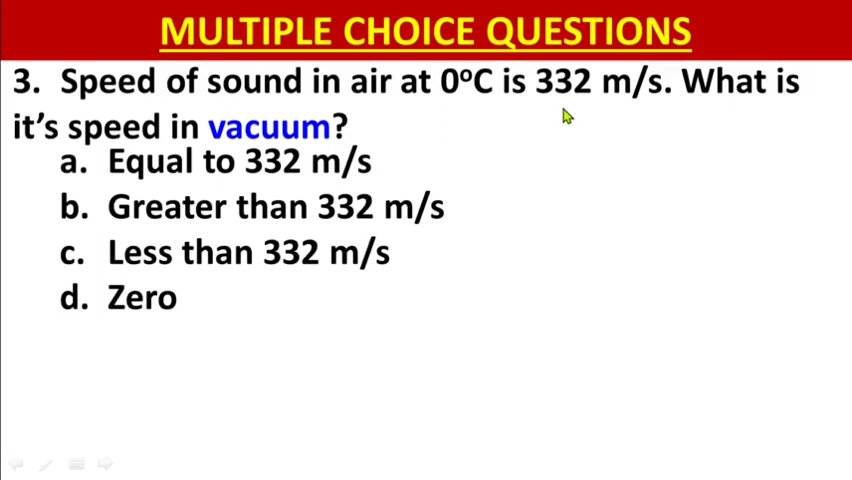 MULTIPLE CHOICE QUESTIONS
3. Speed of sound in air at 0°C is 332 m/s. What is
it's speed in vacuum?
a. Equal to 332 m/s
b. Greater than 332 m/s
c. Less than 332 m/s
d. Zero